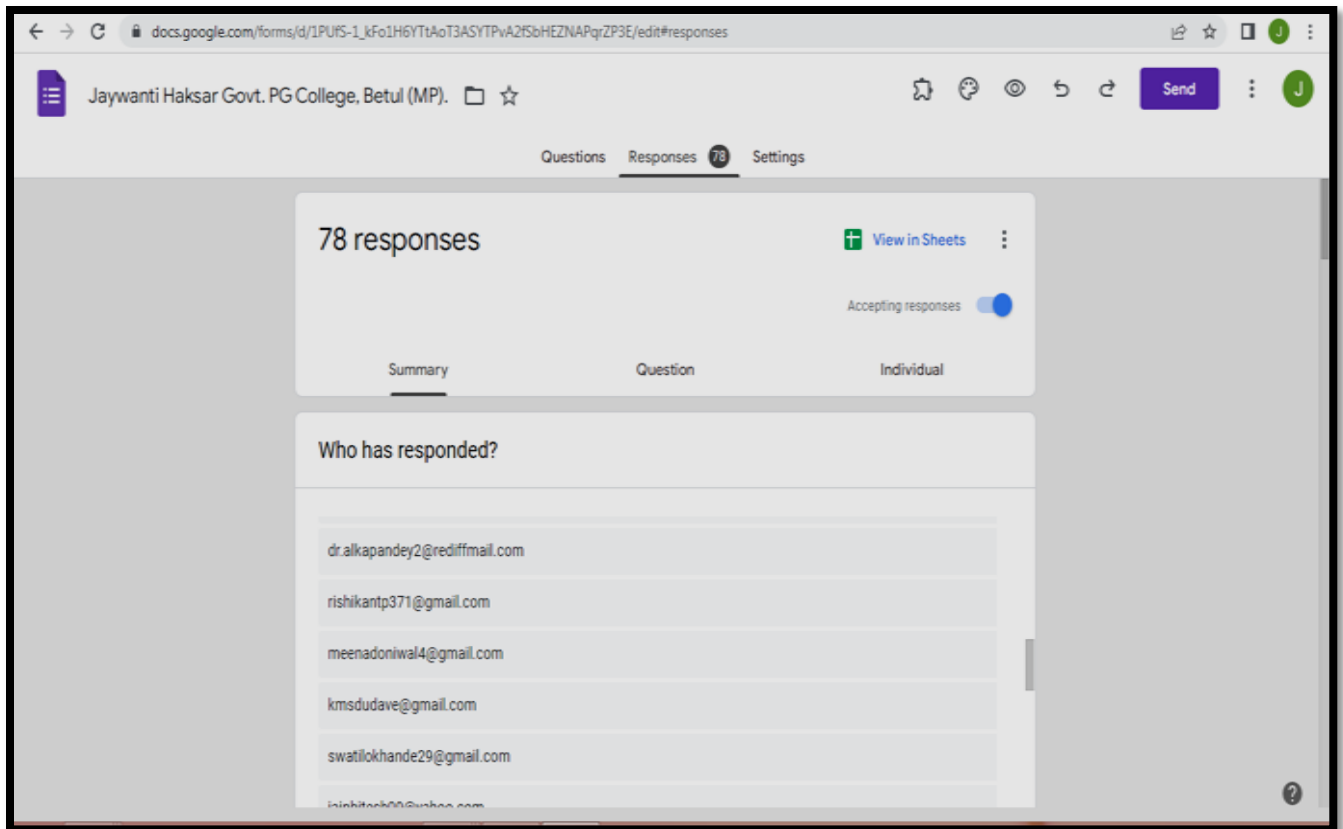 docs.google.com/forms/d/1PUfS-1_kFo1H6YTtAoT3ASYTPvA2fSbHEZNAPqrZP3E/edit#responses
J
Jaywanti Haksar Govt. PG College, Betul (MP).
Send
J
Questions Responses 78 Settings
78 responses
View in Sheets
Accepting responses
Summary Question Individual
Who has responded?
dr.alkapandey2@rediffmail.com
rishikantp371@gmail.com
meenadoniwal4@gmail.com
kmsdudave@gmail.com
swatilokhande29@gmail.com